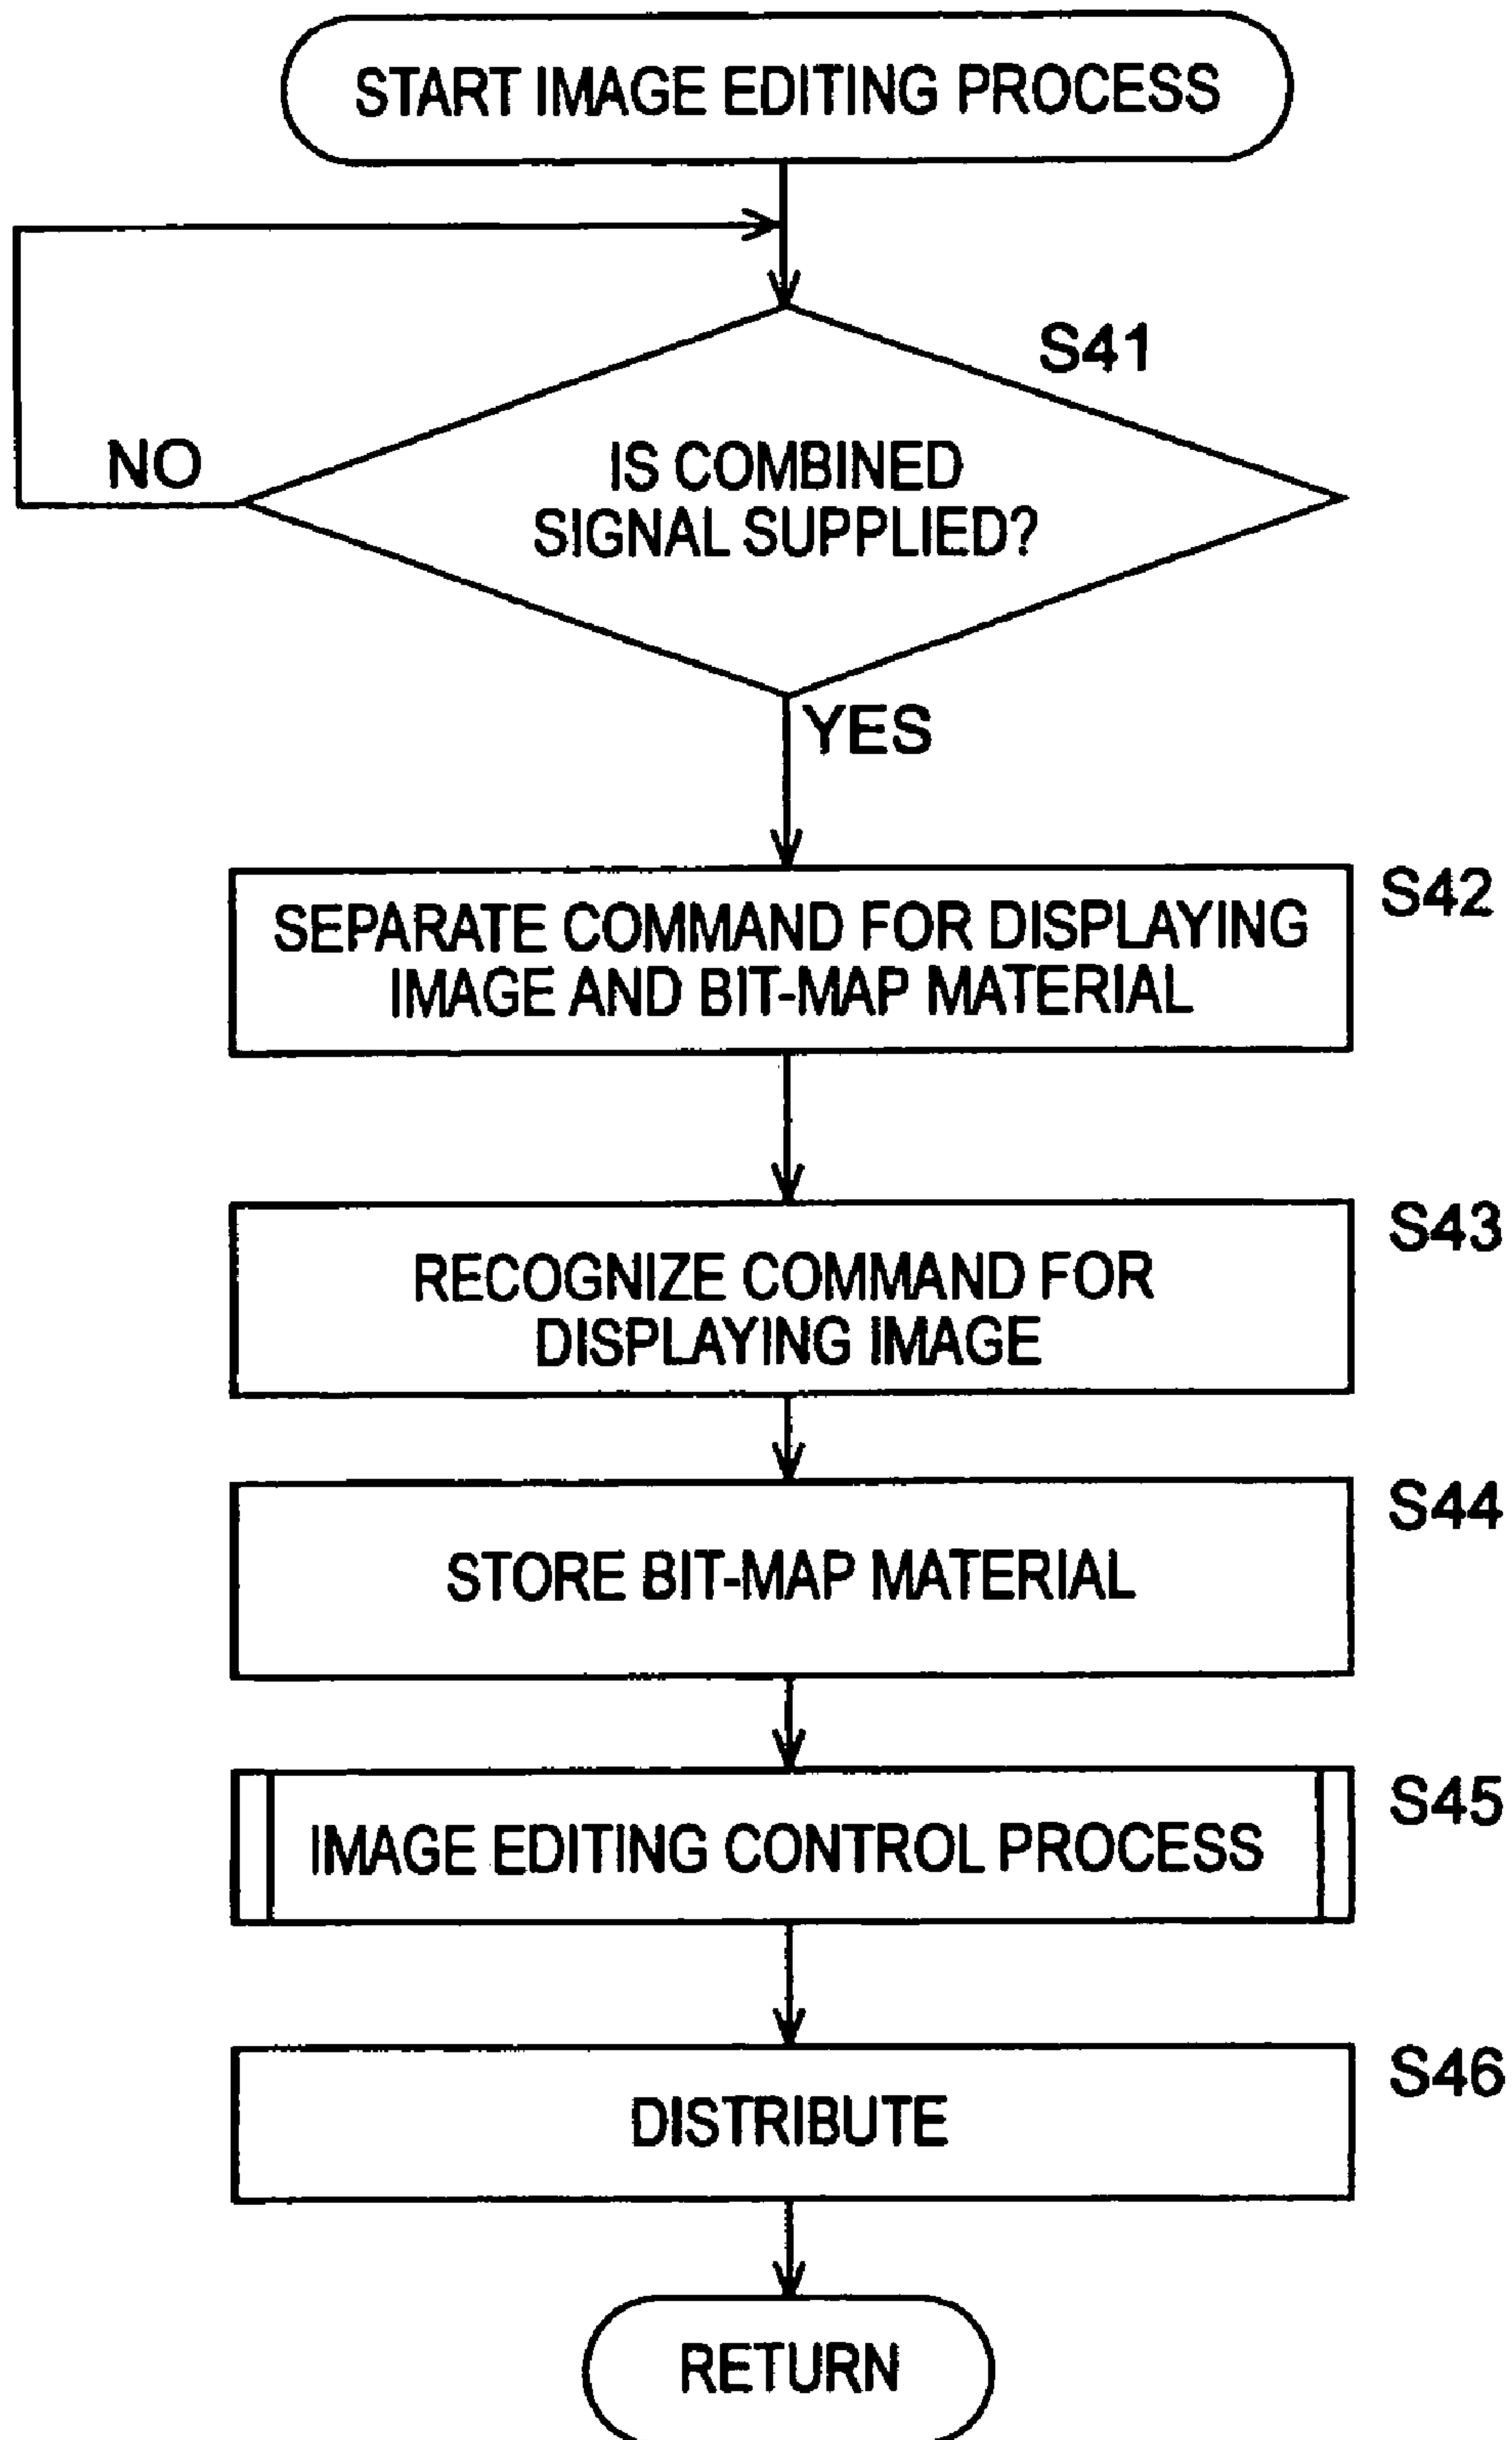 START IMAGE EDITING PROCESS
S41
NO
IS COMBINED
SIGNAL SUPPLIED?
YES
S42
SEPARATE COMMAND FOR DISPLAYING
IMAGE AND BIT-MAP MATERIAL
S43
RECOGNIZE COMMAND FOR
DISPLAYING IMAGE
S44
STORE BIT-MAP MATERIAL
S45
IMAGE EDITING CONTROL PROCESS
S46
DISTRIBUTE
RETURN